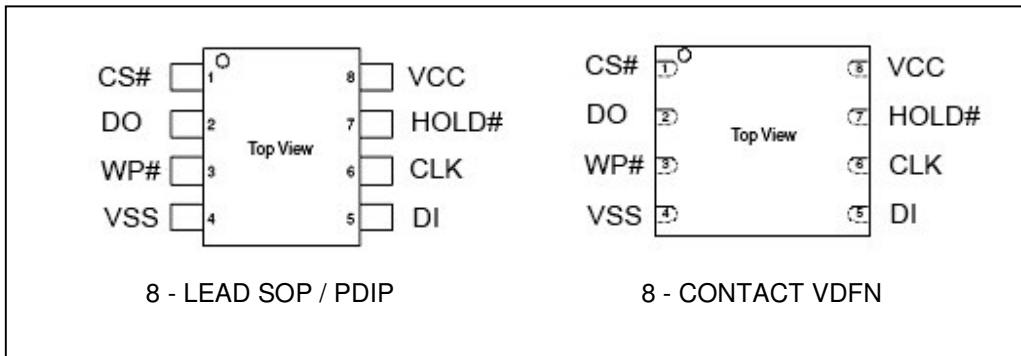 CS# 1 8 VCC
DO 2 7 HOLD#
Top View
WP# 3 6 CLK
VSS 4 5 DI
8 - LEAD SOP / PDIP
CS# 1 8 VCC
DO 2 7 HOLD#
Top View
WP# 3 6 CLK
VSS 4 5 DI
8 - CONTACT VDFN